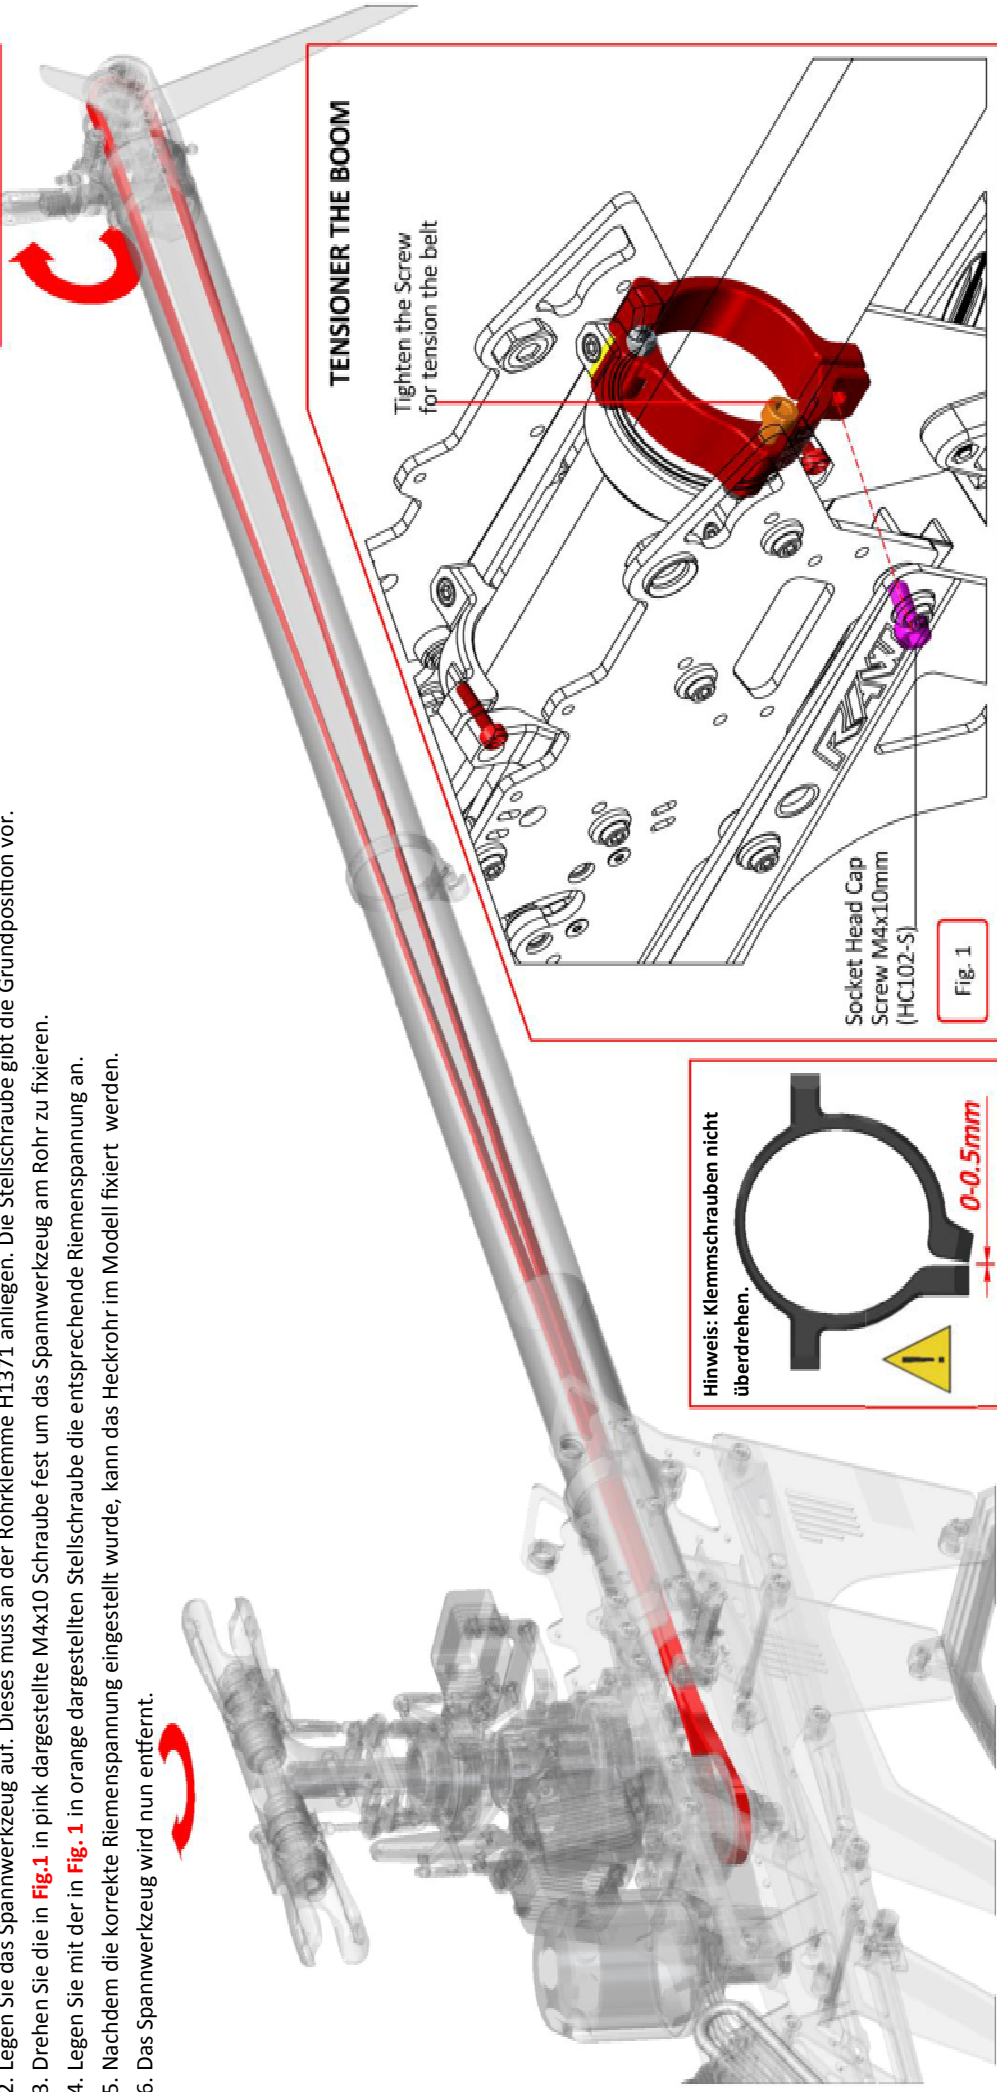 2. Legen Sie das Spannwerkzeug auf. Dieses muss an der Rohrklemme H1371 anliegen. Die Stellschraube gibt die Grundposition vor.
3. Drehen Sie die in Fig.1 in pink dargestellte M4x10 Schraube fest um das Spannwerkzeug am Rohr zu fixieren.
4. Legen Sie mit der in Fig. 1 in orange dargestellten Stellschraube die entsprechende Riemenspannung an.
5. Nachdem die korrekte Riemenspannung eingestellt wurde, kann das Heckrohr im Modell fixiert werden.
6. Das Spannwerkzeug wird nun entfernt.
TENSIONER THE BOOM
Tighten the Screw
for tension the belt
RAW
Socket Head Cap
Screw M4x10mm
(HC102-S)
Fig. 1
Hinweis: Klemmschrauben nicht
überdrehen.
!
0-0.5mm